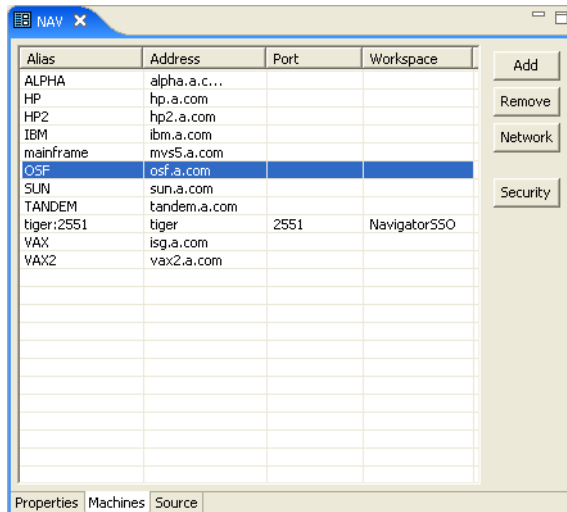 NAV
Alias Address Port Workspace
Add
ALPHA alpha.a.c...
HP hp.a.com
Remove
HP2 hp2.a.com
IBM ibm.a.com
Network
mainframe mvs5.a.com
OSF osf.a.com
SUN sun.a.com
Security
TANDEM tandem.a.com
tiger:2551 tiger 2551 NavigatorSSO
VAX isg.a.com
VAX2 vax2.a.com
Properties Machines Source